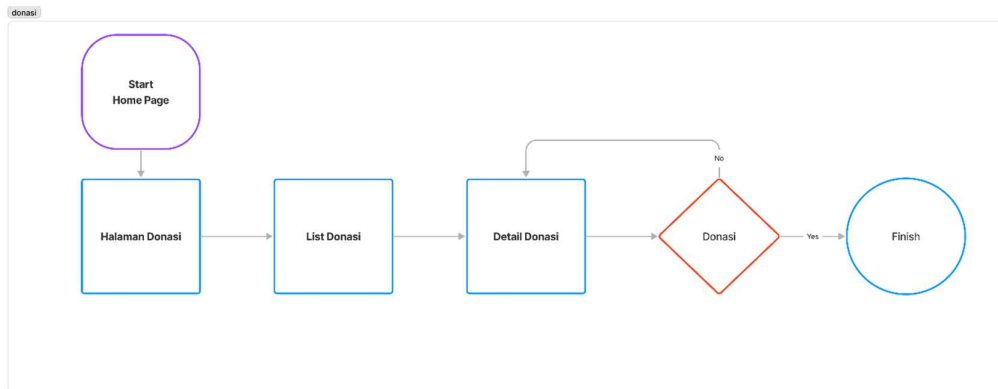 donasi
Start
Home Page
No
Halaman Donasi
List Donasi
Detail Donasi
Donasi
Yes
Finish